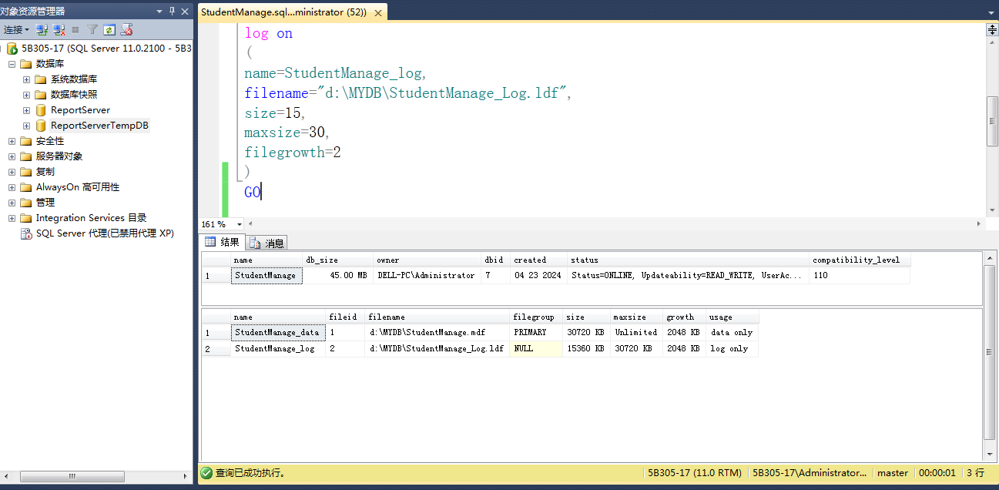 对象资源管理器
连接
5B305-17 (SQL Server 11.0.2100 - 5B3
数据库
系统数据库
数据库快照
ReportServer
ReportServerTempDB
安全性
服务器对象
复制
AlwaysOn 高可用性
管理
Integration Services 目录
SQL Server 代理(已禁用代理 XP)
StudentManage.sql...ministrator (52))
log on
(
name=StudentManage_log,
filename="d:\MYDB\StudentManage_Log.ldf",
size=15,
maxsize=30,
filegrowth=2
)
GO
161 %
结果 消息
name db_size owner dbid created status compatibility_level
1 StudentManage 45.00 MB DELL-PC\Administrator 7 04 23 2024 Status=ONLINE, Updateability=READ_WRITE, UserAc... 110
name fileid filename filegroup size maxsize growth usage
1 StudentManage_data 1 d:\MYDB\StudentManage.mdf PRIMARY 30720 KB Unlimited 2048 KB data only
2 StudentManage_log 2 d:\MYDB\StudentManage_Log.ldf NULL 15360 KB 30720 KB 2048 KB log only
查询已成功执行。 5B305-17 (11.0 RTM) 5B305-17\Administrator... master 00:00:01 3 行